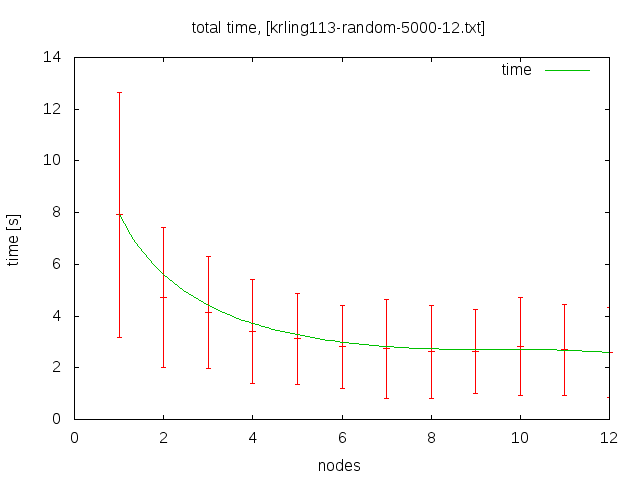 total time, [krling113-random-5000-12.txt]
time
14
12
10
8
6
4
2
0
time [s]
0 2 4 6 8 10 12
nodes